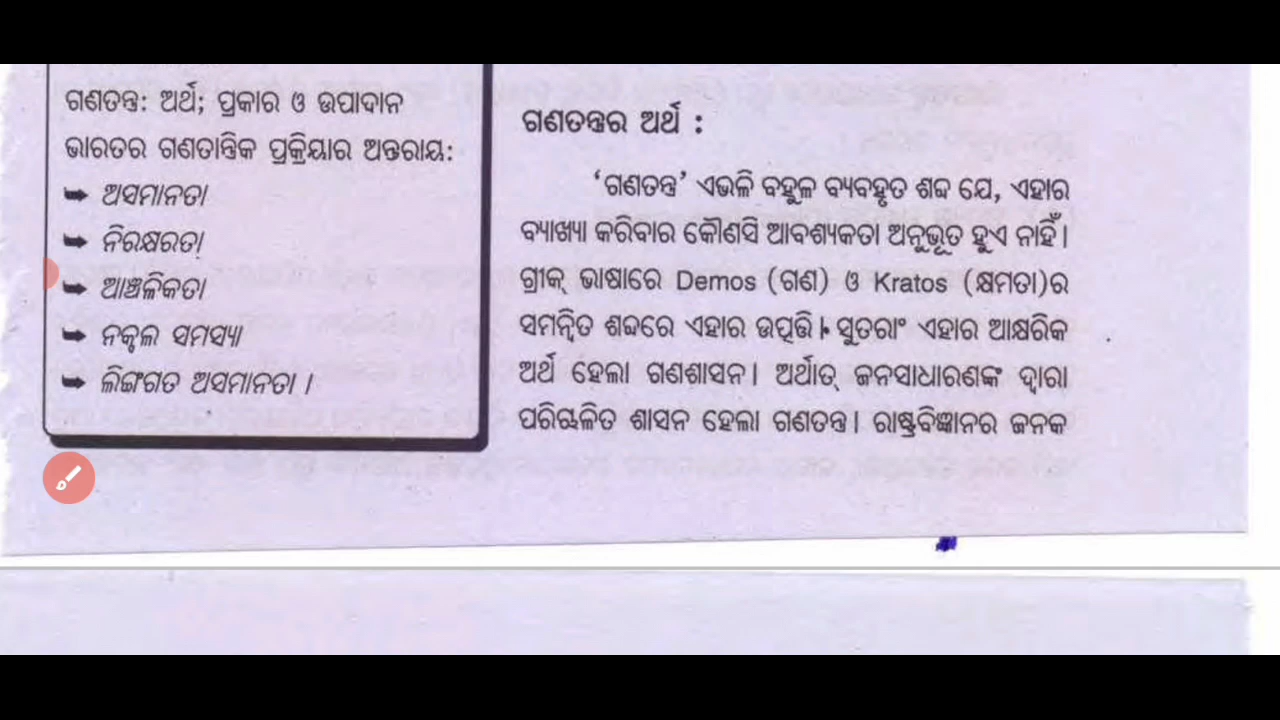 ଗଣତନ୍ତ୍ର: ଅର୍ଥ; ପ୍ରକାର ଓ ଉପାଦାନ
ଭାରତର ଗଣତାନ୍ତ୍ରିକ ପ୍ରକ୍ରିୟାର ଅନ୍ତରାୟ:
➥ ଅସମାନତା
➥ ନିରକ୍ଷରତା
➥ ଆଞ୍ଚଳିକତା
➥ ନକ୍ସଲ ସମସ୍ୟା
➥ ଲିଙ୍ଗଗତ ଅସମାନତା ।
ଗଣତନ୍ତ୍ରର ଅର୍ଥ :
‘ଗଣତନ୍ତ୍ର’ ଏଭଳି ବହୁଳ ବ୍ୟବହୃତ ଶବ୍ଦ ଯେ, ଏହାର
ବ୍ୟାଖ୍ୟା କରିବାର କୌଣସି ଆବଶ୍ୟକତା ଅନୁଭୂତ ହୁଏ ନାହିଁ।
ଗ୍ରୀକ୍ ଭାଷାରେ Demos (ଗଣ) ଓ Kratos (କ୍ଷମତା)ର
ସମନ୍ୱିତ ଶବ୍ଦରେ ଏହାର ଉତ୍ପତ୍ତି। ସୁତରାଂ ଏହାର ଆକ୍ଷରିକ
ଅର୍ଥ ହେଲା ଗଣଶାସନ। ଅର୍ଥାତ୍ ଜନସାଧାରଣଙ୍କ ଦ୍ୱାରା
ପରିଚାଳିତ ଶାସନ ହେଲା ଗଣତନ୍ତ୍ର। ରାଷ୍ଟ୍ରବିଜ୍ଞାନର ଜନକ